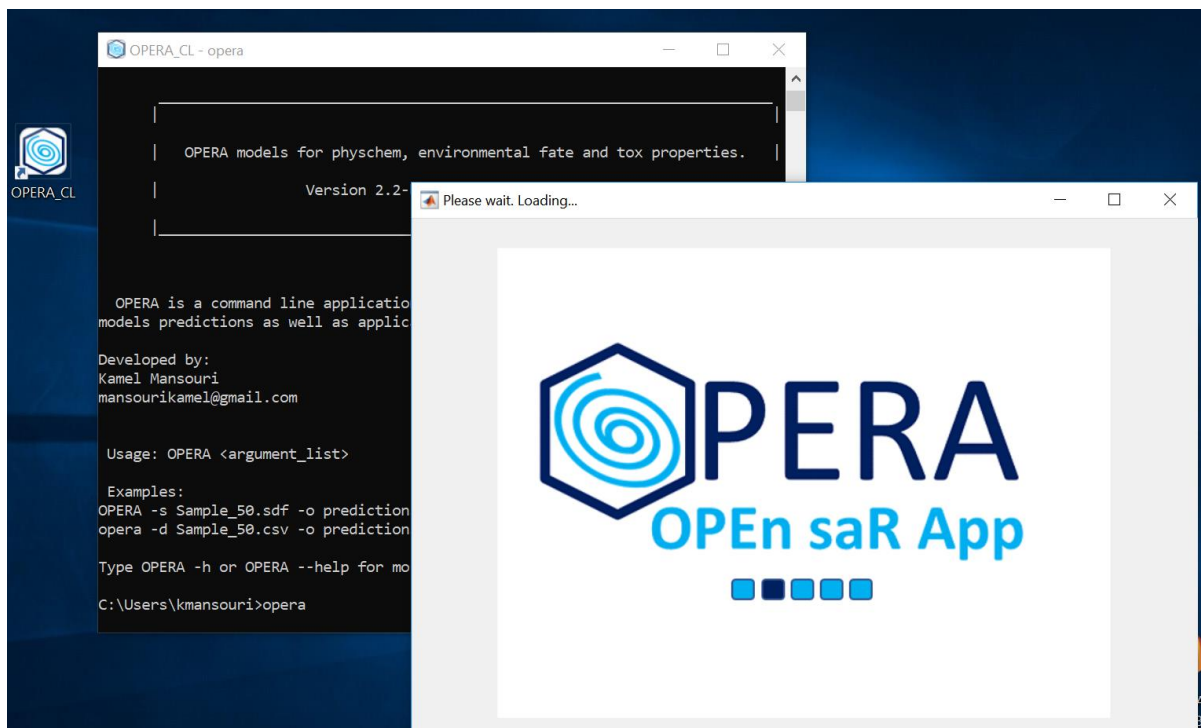 OPERA_CL - opera
OPERA models for physchem, environmental fate and tox properties.
Version 2.2-
OPERA is a command line applicatio
models predictions as well as applic
Developed by:
Kamel Mansouri
mansourikamel@gmail.com
Usage: OPERA <argument_list>
Examples:
OPERA -s Sample_50.sdf -o prediction
opera -d Sample_50.csv -o prediction
Type OPERA -h or OPERA --help for mo
C:\Users\kmansouri>opera
OPERA_CL
Please wait. Loading...
OPERA
OPEn saR App